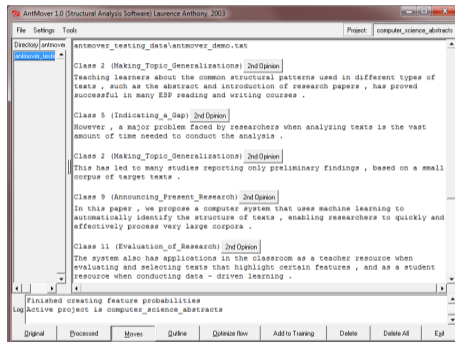 AntMover 1.0 (Structural Analysis Software) Laurence Anthony, 2003
File Settings Tools Project: computer_science_abstracts
Directory antmover
antmover_testing_data\antmover_demo.txt
Class 2 (Making_Topic_Generalizations) 2nd Opinion
Teaching learners about the common structural patterns used in different types of
texts , such as the abstract and introduction of research papers , has proved
successful in many ESP reading and writing courses .
Class 5 (Indicating_a_Gap) 2nd Opinion
However , a major problem faced by researchers when analyzing texts is the vast
amount of time needed to conduct the analysis .
Class 2 (Making_Topic_Generalizations) 2nd Opinion
This has led to many studies reporting only preliminary findings , based on a small
corpus of target texts .
Class 9 (Announcing_Present_Research) 2nd Opinion
In this paper , we propose a computer system that uses machine learning to
automatically identify the structure of texts , enabling researchers to quickly and
effectively process very large corpora .
Class 11 (Evaluation_of_Research) 2nd Opinion
The system also has applications in the classroom as a teacher resource when
evaluating and selecting texts that highlight certain features , and as a student
resource when conducting data - driven learning .
Finished creating feature probabilities
Log Active project is computer_science_abstracts
Original Processed Moves Outline Optimize flow Add to Training Delete Delete All Exit